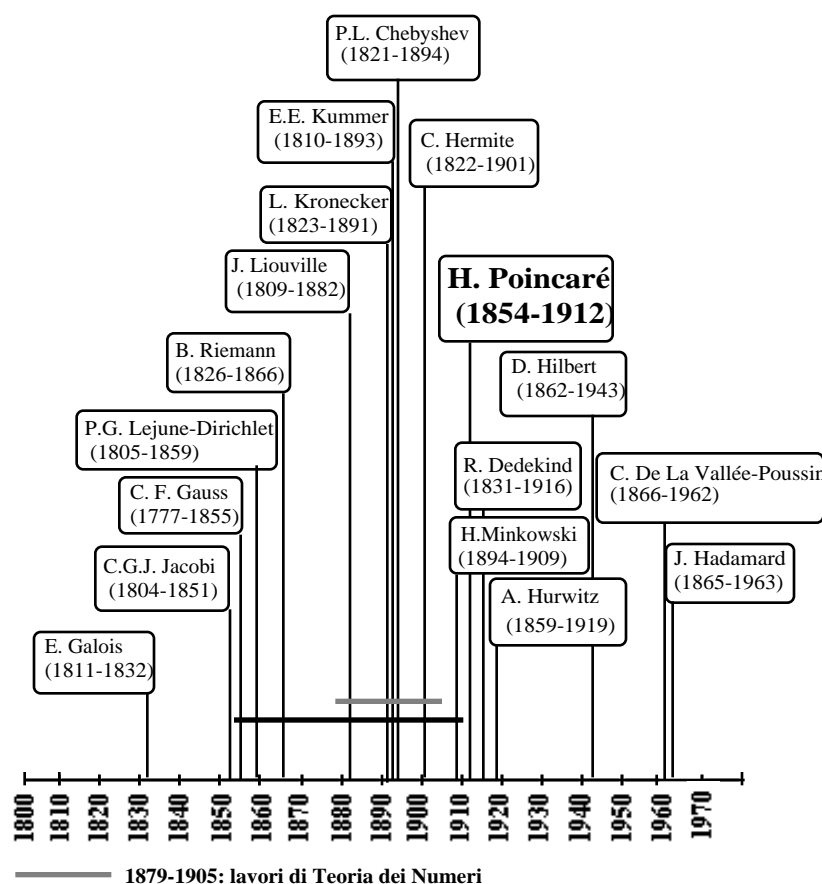 P.L. Chebyshev
(1821-1894)
E.E. Kummer
(1810-1893)
C. Hermite
(1822-1901)
L. Kronecker
(1823-1891)
J. Liouville
(1809-1882)
H. Poincaré
(1854-1912)
B. Riemann
(1826-1866)
D. Hilbert
(1862-1943)
P.G. Lejune-Dirichlet
(1805-1859)
R. Dedekind
(1831-1916)
C. De La Vallée-Poussin
(1866-1962)
C. F. Gauss
(1777-1855)
H.Minkowski
(1894-1909)
C.G.J. Jacobi
(1804-1851)
J. Hadamard
(1865-1963)
A. Hurwitz
(1859-1919)
E. Galois
(1811-1832)
1800
1810
1820
1830
1840
1850
1860
1870
1880
1890
1900
1910
1920
1930
1940
1950
1960
1970
1879-1905: lavori di Teoria dei Numeri